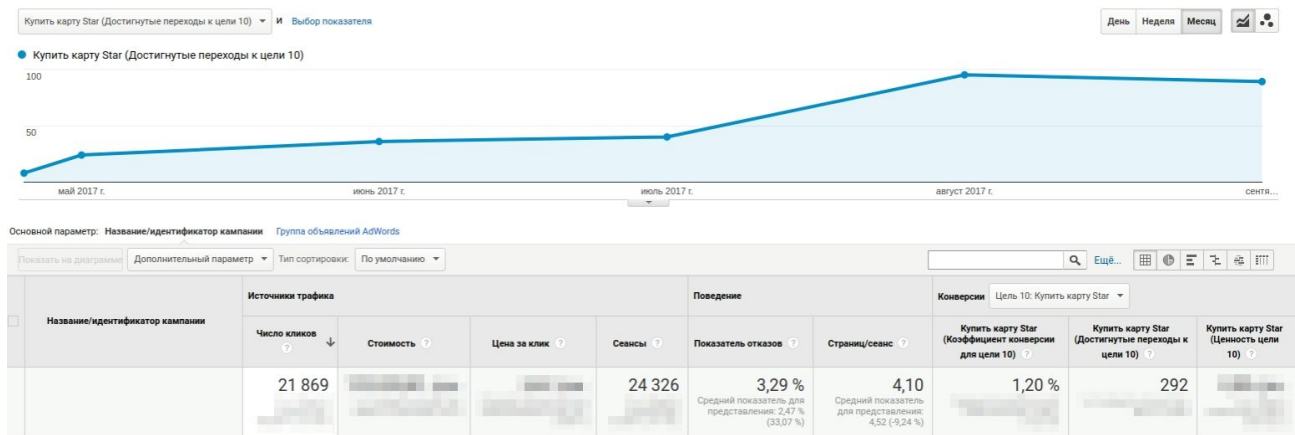 Купить карту Star (Достигнутые переходы к цели 10) и Выбор показателя День Неделя Месяц
Купить карту Star (Достигнутые переходы к цели 10)
100
50
май 2017 г. июнь 2017 г. июль 2017 г. август 2017 г. сентя...
Основной параметр: Название/идентификатор кампании Группа объявлений AdWords
Показать на диаграмме Дополнительный параметр Тип сортировки: По умолчанию Ещё...
Название/идентификатор кампании
Источники трафика Поведение Конверсии Цель 10: Купить карту Star
Число кликов ? Стоимость ? Цена за клик ? Сеансы ? Показатель отказов ? Страниц/сеанс ?
Купить карту Star (Коэффициент конверсии для цели 10) ?
Купить карту Star (Достигнутые переходы к цели 10) ?
Купить карту Star (Ценность цели 10) ?
21 869 24 326 3,29 % 4,10 1,20 % 292
Средний показатель для представления: 2,47 % (33,07 %)
Средний показатель для представления: 4,52 (-9,24 %)